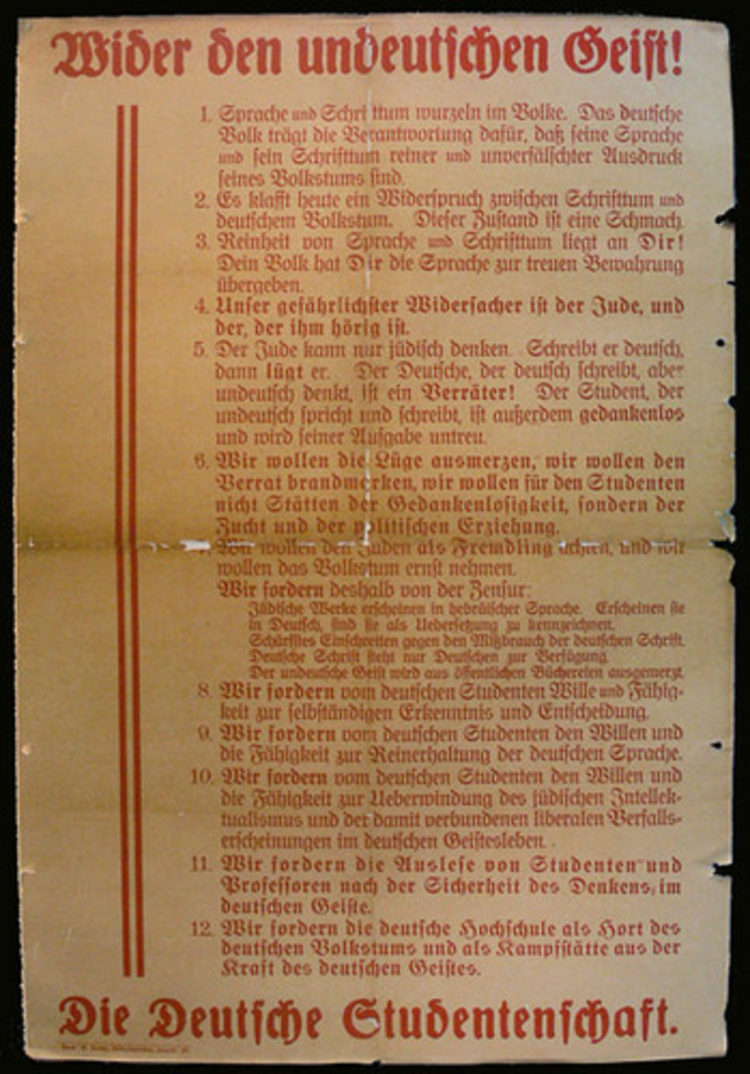 Wider den undeutschen Geist!
1. Sprache und Schrifttum wurzeln im Volke. Das deutsche
Volk trägt die Verantwortung dafür, daß seine Sprache
und sein Schrifttum reiner und unverfälschter Ausdruck
seines Volkstums sind.
2. Es klafft heute ein Widerspruch zwischen Schrifttum und
deutschem Volkstum. Dieser Zustand ist eine Schmach.
3. Reinheit von Sprache und Schrifttum liegt an Dir!
Dein Volk hat Dir die Sprache zur treuen Bewahrung
übergeben.
4. Unser gefährlichster Widersacher ist der Jude, und
der, der ihm hörig ist.
5. Der Jude kann nur jüdisch denken. Schreibt er deutsch,
dann lügt er. Der Deutsche, der deutsch schreibt, aber
undeutsch denkt, ist ein Verräter! Der Student, der
undeutsch spricht und schreibt, ist außerdem gedankenlos
und wird seiner Aufgabe untreu.
6. Wir wollen die Lüge ausmerzen, wir wollen den
Verrat brandmarken, wir wollen für den Studenten
nicht Stätten der Gedankenlosigkeit, sondern der
Zucht und der politischen Erziehung.
7. Wir wollen den Juden als Fremdling achten, und wir
wollen das Volkstum ernst nehmen.
Wir fordern deshalb von der Zensur:
Jüdische Werke erscheinen in hebräischer Sprache. Erscheinen sie
in Deutsch, sind sie als Uebersetzung zu kennzeichnen.
Schärfstes Einschreiten gegen den Mißbrauch der deutschen Schrift.
Deutsche Schrift steht nur Deutschen zur Verfügung.
Der undeutsche Geist wird aus öffentlichen Büchereien ausgemerzt.
8. Wir fordern vom deutschen Studenten Wille und Fähig-
keit zur selbständigen Erkenntnis und Entscheidung.
9. Wir fordern vom deutschen Studenten den Willen und
die Fähigkeit zur Reinerhaltung der deutschen Sprache.
10. Wir fordern vom deutschen Studenten den Willen und
die Fähigkeit zur Ueberwindung des jüdischen Intellek-
tualismus und der damit verbundenen liberalen Verfalls-
erscheinungen im deutschen Geistesleben.
11. Wir fordern die Auslese von Studenten und
Professoren nach der Sicherheit des Denkens im
deutschen Geiste.
12. Wir fordern die deutsche Hochschule als Hort des
deutschen Volkstums und als Kampfstätte aus der
Kraft des deutschen Geistes.
Die Deutsche Studentenschaft.